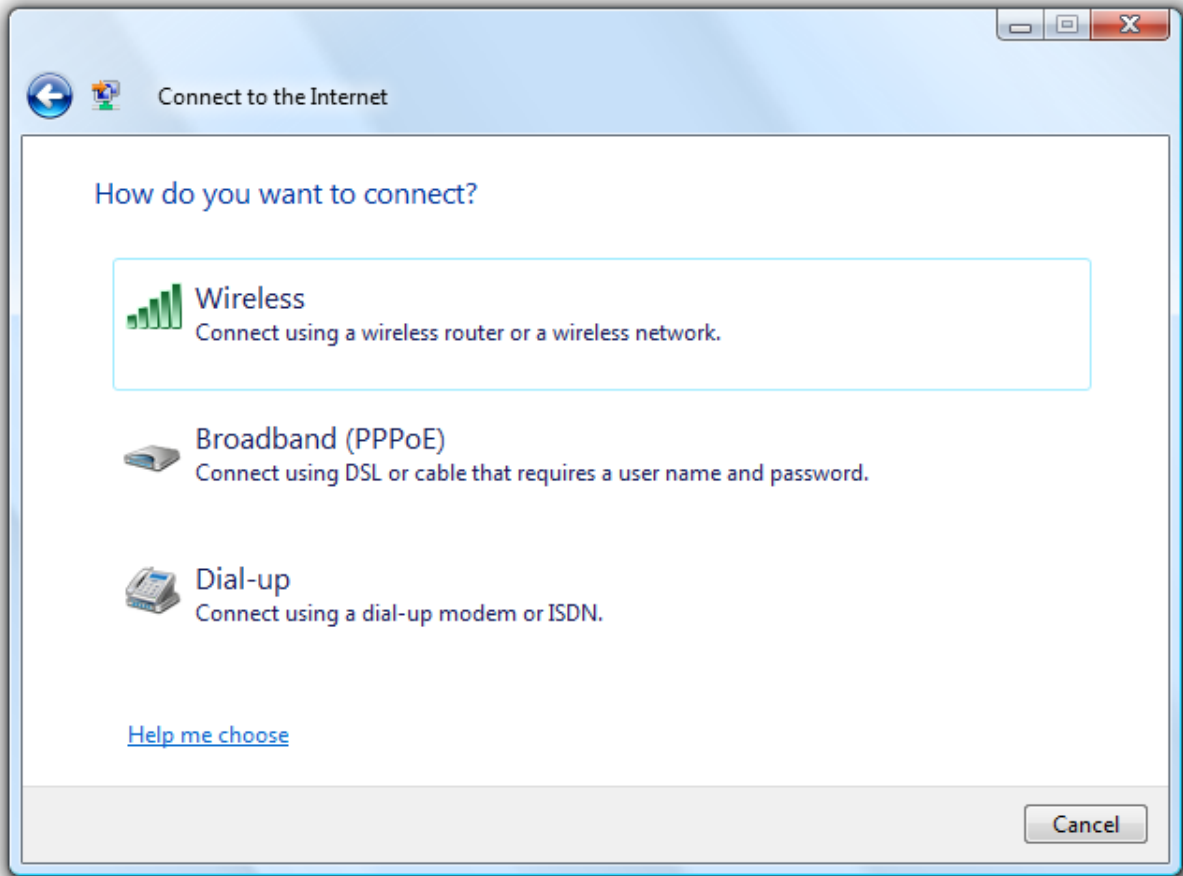 Connect to the Internet
How do you want to connect?
Wireless
Connect using a wireless router or a wireless network.
Broadband (PPPoE)
Connect using DSL or cable that requires a user name and password.
Dial-up
Connect using a dial-up modem or ISDN.
Help me choose
Cancel